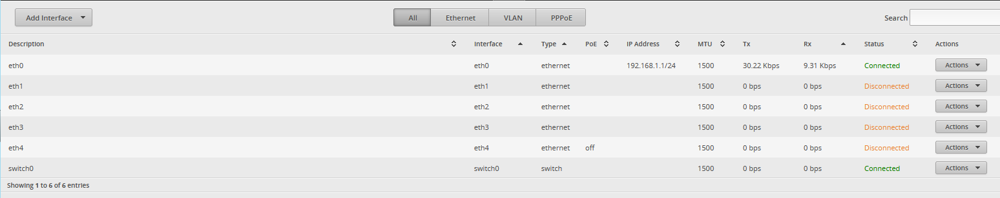 Add Interface All Ethernet VLAN PPPoE Search
Description Interface Type PoE IP Address MTU Tx Rx Status Actions
eth0 eth0 ethernet 192.168.1.1/24 1500 30.22 Kbps 9.31 Kbps Connected Actions
eth1 eth1 ethernet 1500 0 bps 0 bps Disconnected Actions
eth2 eth2 ethernet 1500 0 bps 0 bps Disconnected Actions
eth3 eth3 ethernet 1500 0 bps 0 bps Disconnected Actions
eth4 eth4 ethernet off 1500 0 bps 0 bps Disconnected Actions
switch0 switch0 switch 1500 0 bps 0 bps Connected Actions
Showing 1 to 6 of 6 entries